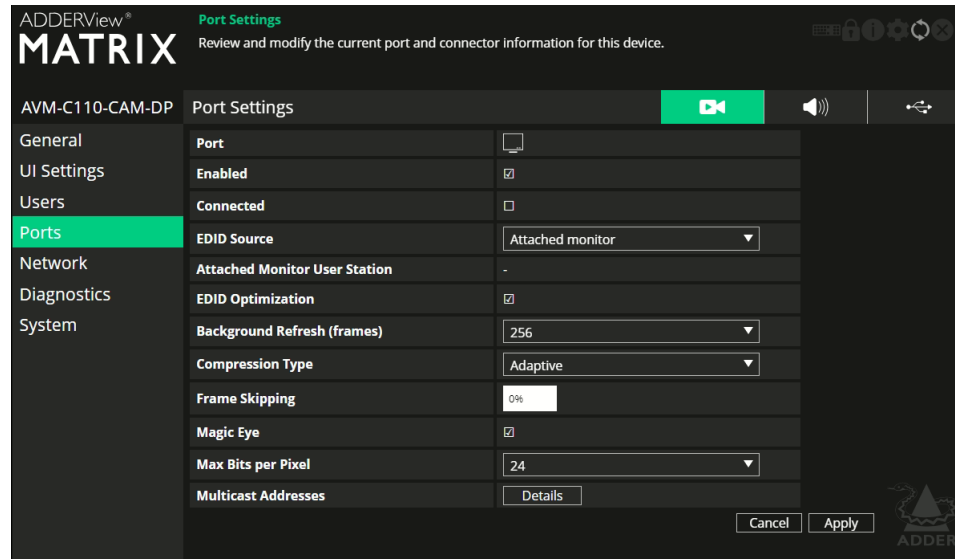 ADDERView®
MATRIX
Port Settings
Review and modify the current port and connector information for this device.
AVM-C110-CAM-DP
Port Settings
General
UI Settings
Users
Ports
Network
Diagnostics
System
Port
Enabled
Connected
EDID Source Attached monitor
Attached Monitor User Station -
EDID Optimization
Background Refresh (frames) 256
Compression Type Adaptive
Frame Skipping 0%
Magic Eye
Max Bits per Pixel 24
Multicast Addresses Details
Cancel Apply
ADDER